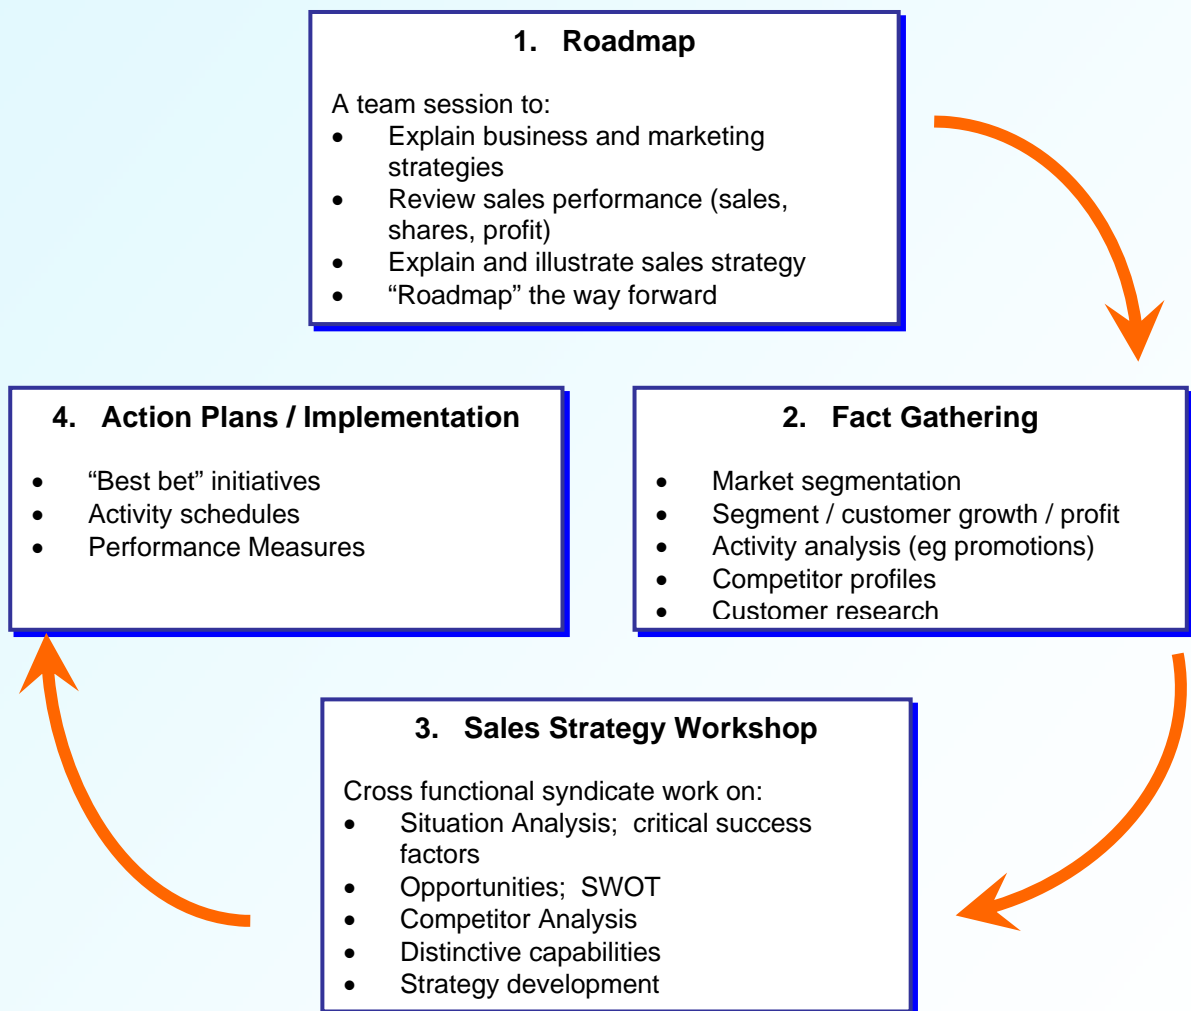 1. Roadmap
A team session to:
• Explain business and marketing
strategies
• Review sales performance (sales,
shares, profit)
• Explain and illustrate sales strategy
• “Roadmap” the way forward
2. Fact Gathering
• Market segmentation
• Segment / customer growth / profit
• Activity analysis (eg promotions)
• Competitor profiles
• Customer research
3. Sales Strategy Workshop
Cross functional syndicate work on:
• Situation Analysis;  critical success
factors
• Opportunities;  SWOT
• Competitor Analysis
• Distinctive capabilities
• Strategy development
4. Action Plans / Implementation
• “Best bet” initiatives
• Activity schedules
• Performance Measures